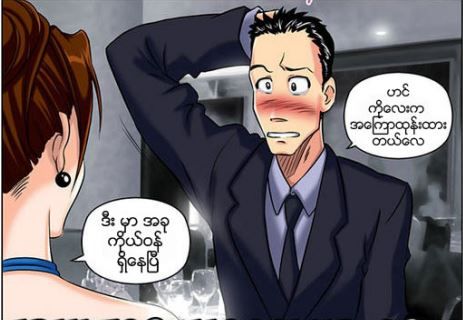 ဟင်
ကိုလေးက
အကြောထုန်းထား
တယ်လေ
ဒီး မှာ အခု
ကိုယ်ဝန်
ရှိနေပြီ